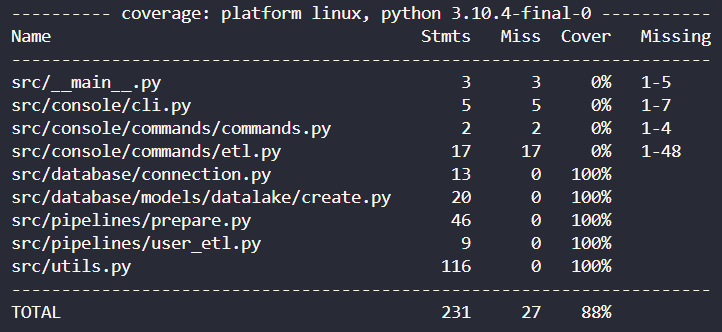 ---------- coverage: platform linux, python 3.10.4-final-0 -----------
Name                                    Stmts   Miss  Cover   Missing
----------------------------------------------------------------------
src/__main__.py                             3      3     0%   1-5
src/console/cli.py                          5      5     0%   1-7
src/console/commands/commands.py            2      2     0%   1-4
src/console/commands/etl.py                17     17     0%   1-48
src/database/connection.py                 13      0   100%
src/database/models/datalake/create.py     20      0   100%
src/pipelines/prepare.py                   46      0   100%
src/pipelines/user_etl.py                   9      0   100%
src/utils.py                              116      0   100%
----------------------------------------------------------------------
TOTAL                                     231     27    88%